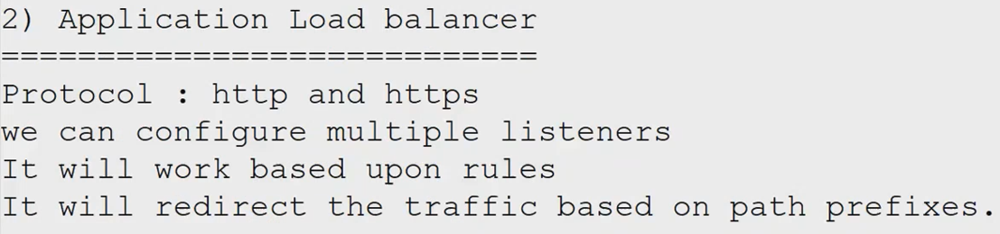 2) Application Load balancer
============================
Protocol : http and https
we can configure multiple listeners
It will work based upon rules
It will redirect the traffic based on path prefixes.